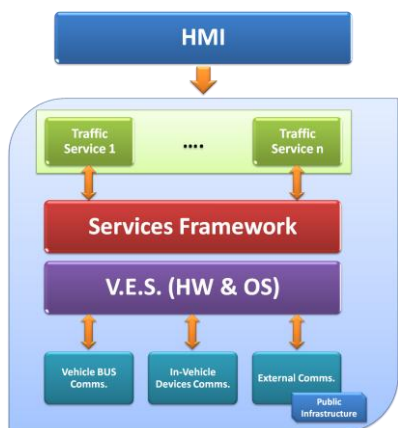 HMI
Traffic
Service 1
....
Traffic
Service n
Services Framework
V.E.S. (HW & OS)
Vehicle BUS
Comms.
In-Vehicle
Devices Comms.
External Comms.
Public
Infrastructure